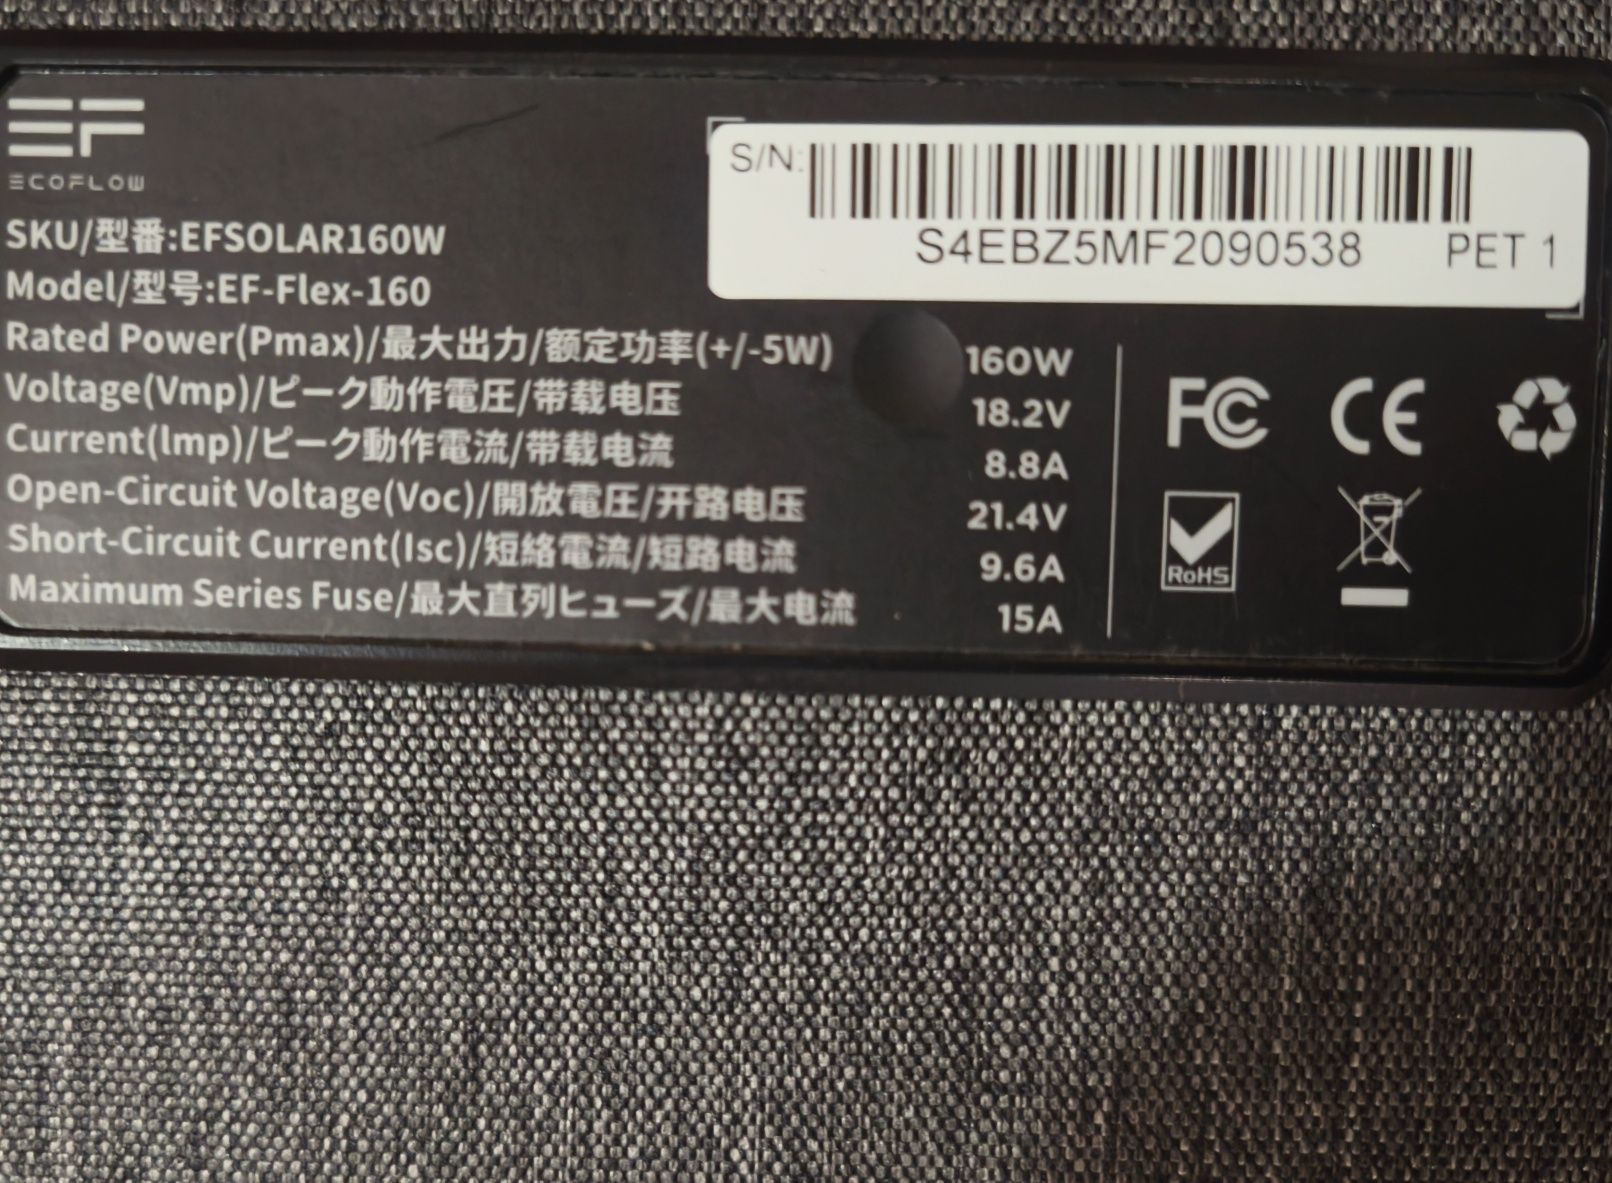 EF
ECOFLOW
S/N:
S4EBZ5MF2090538 PET 1
SKU/型番:EFSOLAR160W
Model/型号:EF-Flex-160
Rated Power(Pmax)/最大出力/额定功率(+/-5W) 160W
Voltage(Vmp)/ピーク動作電圧/带载电压 18.2V
Current(lmp)/ピーク動作電流/带载电流 8.8A
Open-Circuit Voltage(Voc)/開放電圧/开路电压 21.4V
Short-Circuit Current(Isc)/短絡電流/短路电流 9.6A
Maximum Series Fuse/最大直列ヒューズ/最大电流 15A
FC CE
RoHS